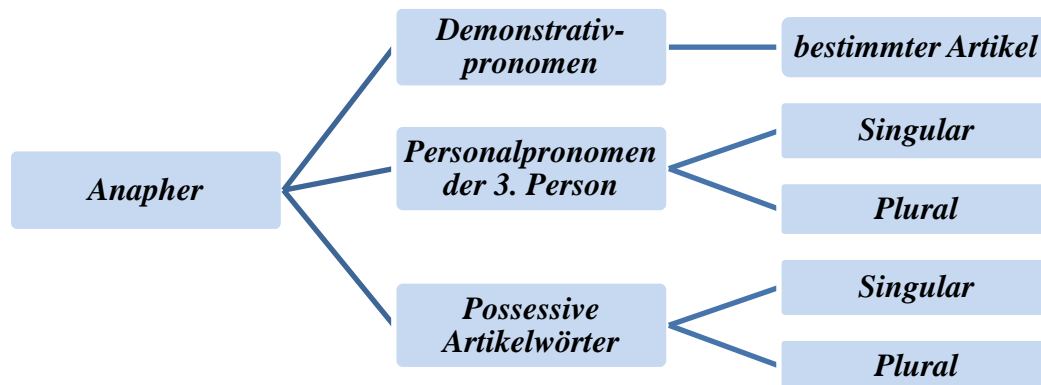 Anapher
Demonstrativ-
pronomen
bestimmter Artikel
Personalpronomen
der 3. Person
Singular
Plural
Possessive
Artikelwörter
Singular
Plural